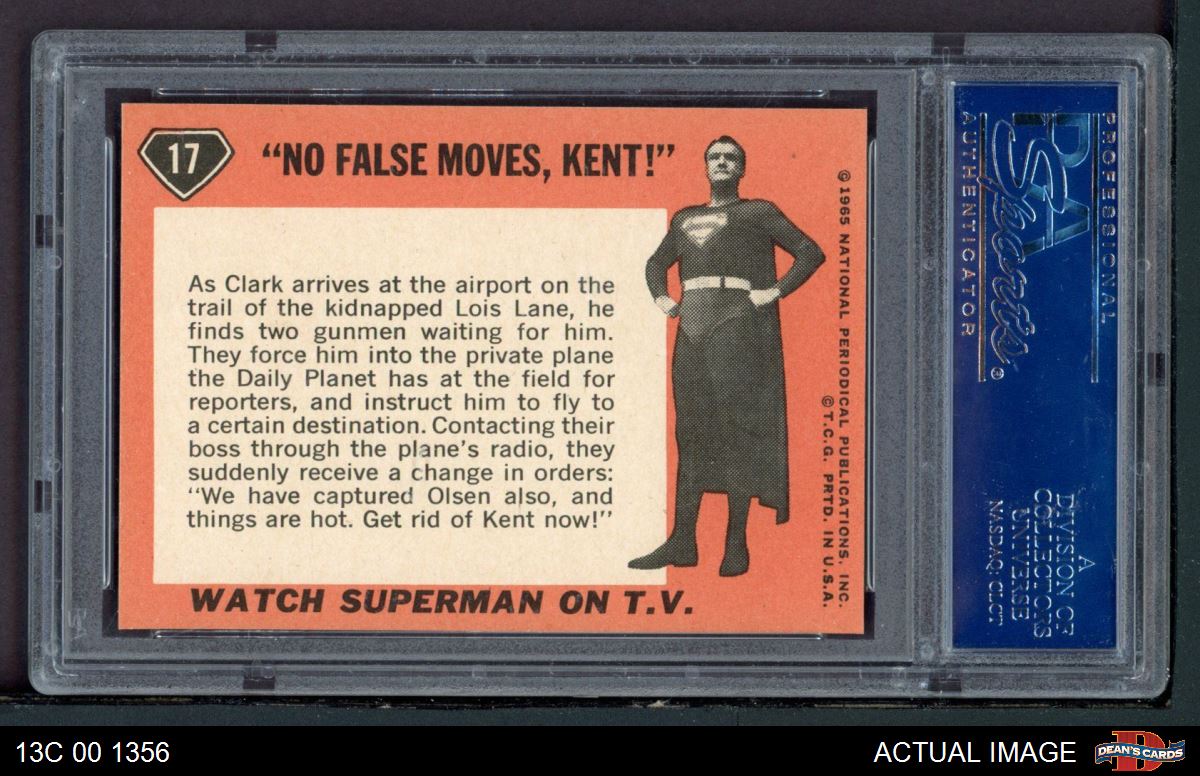 17
“NO FALSE MOVES, KENT!”
As Clark arrives at the airport on the
trail of the kidnapped Lois Lane, he
finds two gunmen waiting for him.
They force him into the private plane
the Daily Planet has at the field for
reporters, and instruct him to fly to
a certain destination. Contacting their
boss through the plane's radio, they
suddenly receive a change in orders:
“We have captured Olsen also, and
things are hot. Get rid of Kent now!”
WATCH SUPERMAN ON T.V.
© 1965 NATIONAL PERIODICAL PUBLICATIONS, INC.
© T.C.G. PRTD. IN U.S.A.
PROFESSIONAL
PSA
Sports®
AUTHENTICATOR
A
DIVISION OF
COLLECTORS
UNIVERSE
NASDAQ: CLCT
13C 00 1356
ACTUAL IMAGE
D
DEAN'S CARDS